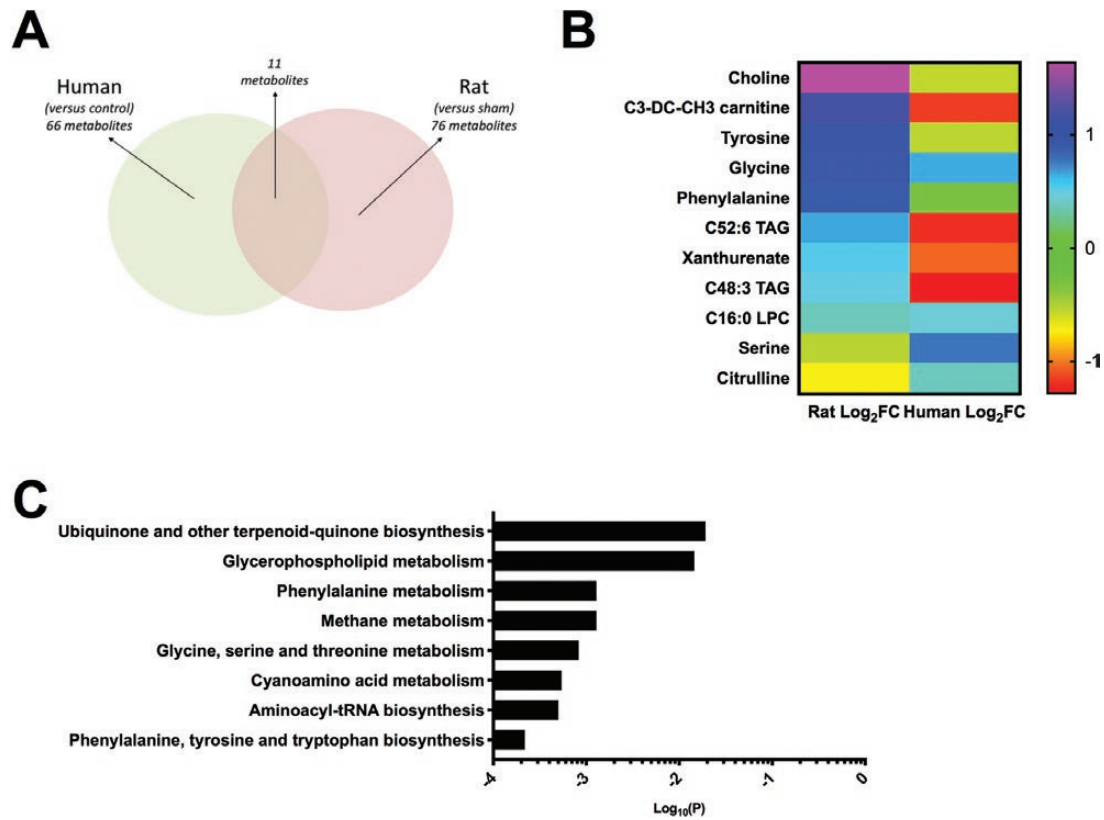 A
Human
(versus control)
66 metabolites
11
metabolites
Rat
(versus sham)
76 metabolites
B
Choline
C3-DC-CH3 carnitine
Tyrosine
Glycine
Phenylalanine
C52:6 TAG
Xanthurenate
C48:3 TAG
C16:0 LPC
Serine
Citrulline
Rat Log2FC Human Log2FC
1
0
-1
C
Ubiquinone and other terpenoid-quinone biosynthesis
Glycerophospholipid metabolism
Phenylalanine metabolism
Methane metabolism
Glycine, serine and threonine metabolism
Cyanoamino acid metabolism
Aminoacyl-tRNA biosynthesis
Phenylalanine, tyrosine and tryptophan biosynthesis
-4 -3 -2 -1 0
Log10(P)